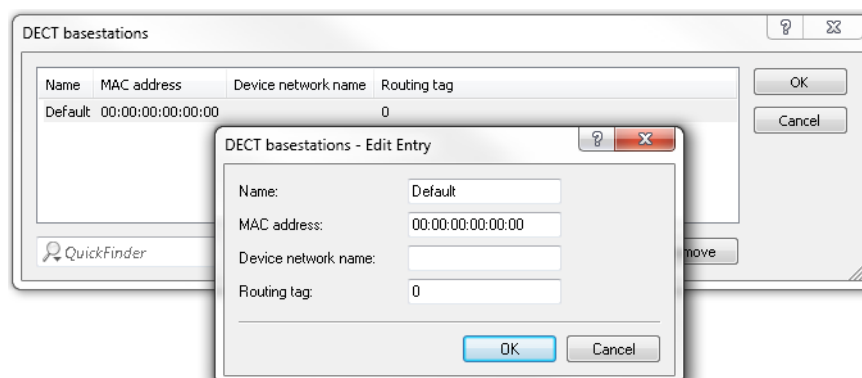 DECT basestations
Name MAC address Device network name Routing tag
Default 00:00:00:00:00:00 0
OK
Cancel
QuickFinder
DECT basestations - Edit Entry
Name: Default
MAC address: 00:00:00:00:00:00
Device network name:
Routing tag: 0
OK Cancel